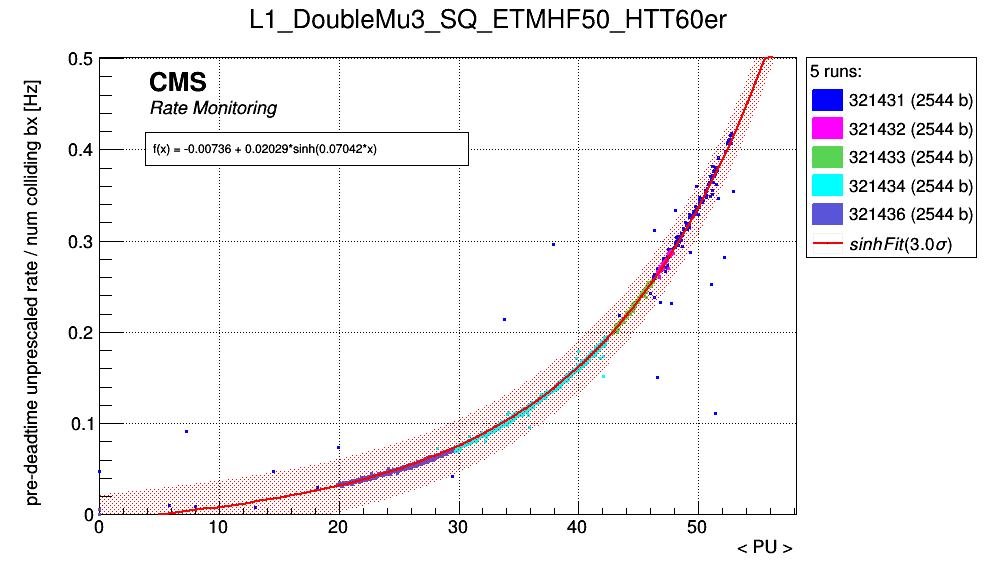 L1_DoubleMu3_SQ_ETMHF50_HTT60er
pre-deadtime unprescaled rate / num colliding bx [Hz]
0.5
0.4
0.3
0.2
0.1
0
CMS
Rate Monitoring
f(x) = -0.00736 + 0.02029*sinh(0.07042*x)
0 10 20 30 40 50
< PU >
5 runs:
321431 (2544 b)
321432 (2544 b)
321433 (2544 b)
321434 (2544 b)
321436 (2544 b)
sinhFit(3.0σ)